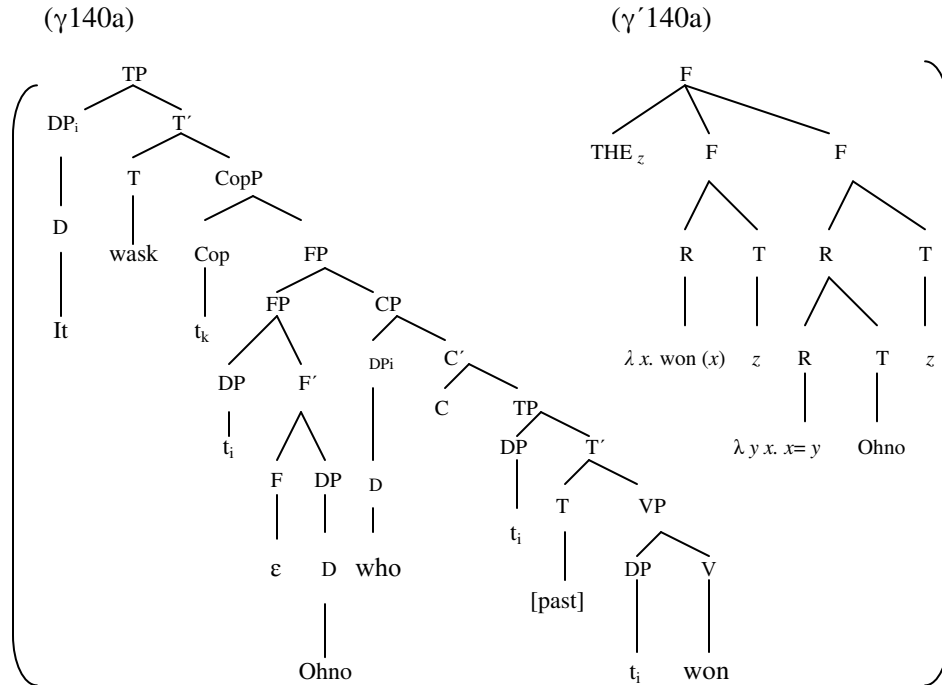 (γ140a) (γ´140a)
TP F
DPi T´ THE z F F
T CopP
D
It wask Cop FP R T R T
tk FP CP
λ x. won (x) z R T z
DP F´ DPi C´
ti C TP
λ y x. x= y Ohno
DP T´
F DP D
ti T VP
ε D who
[past] DP V
Ohno ti won